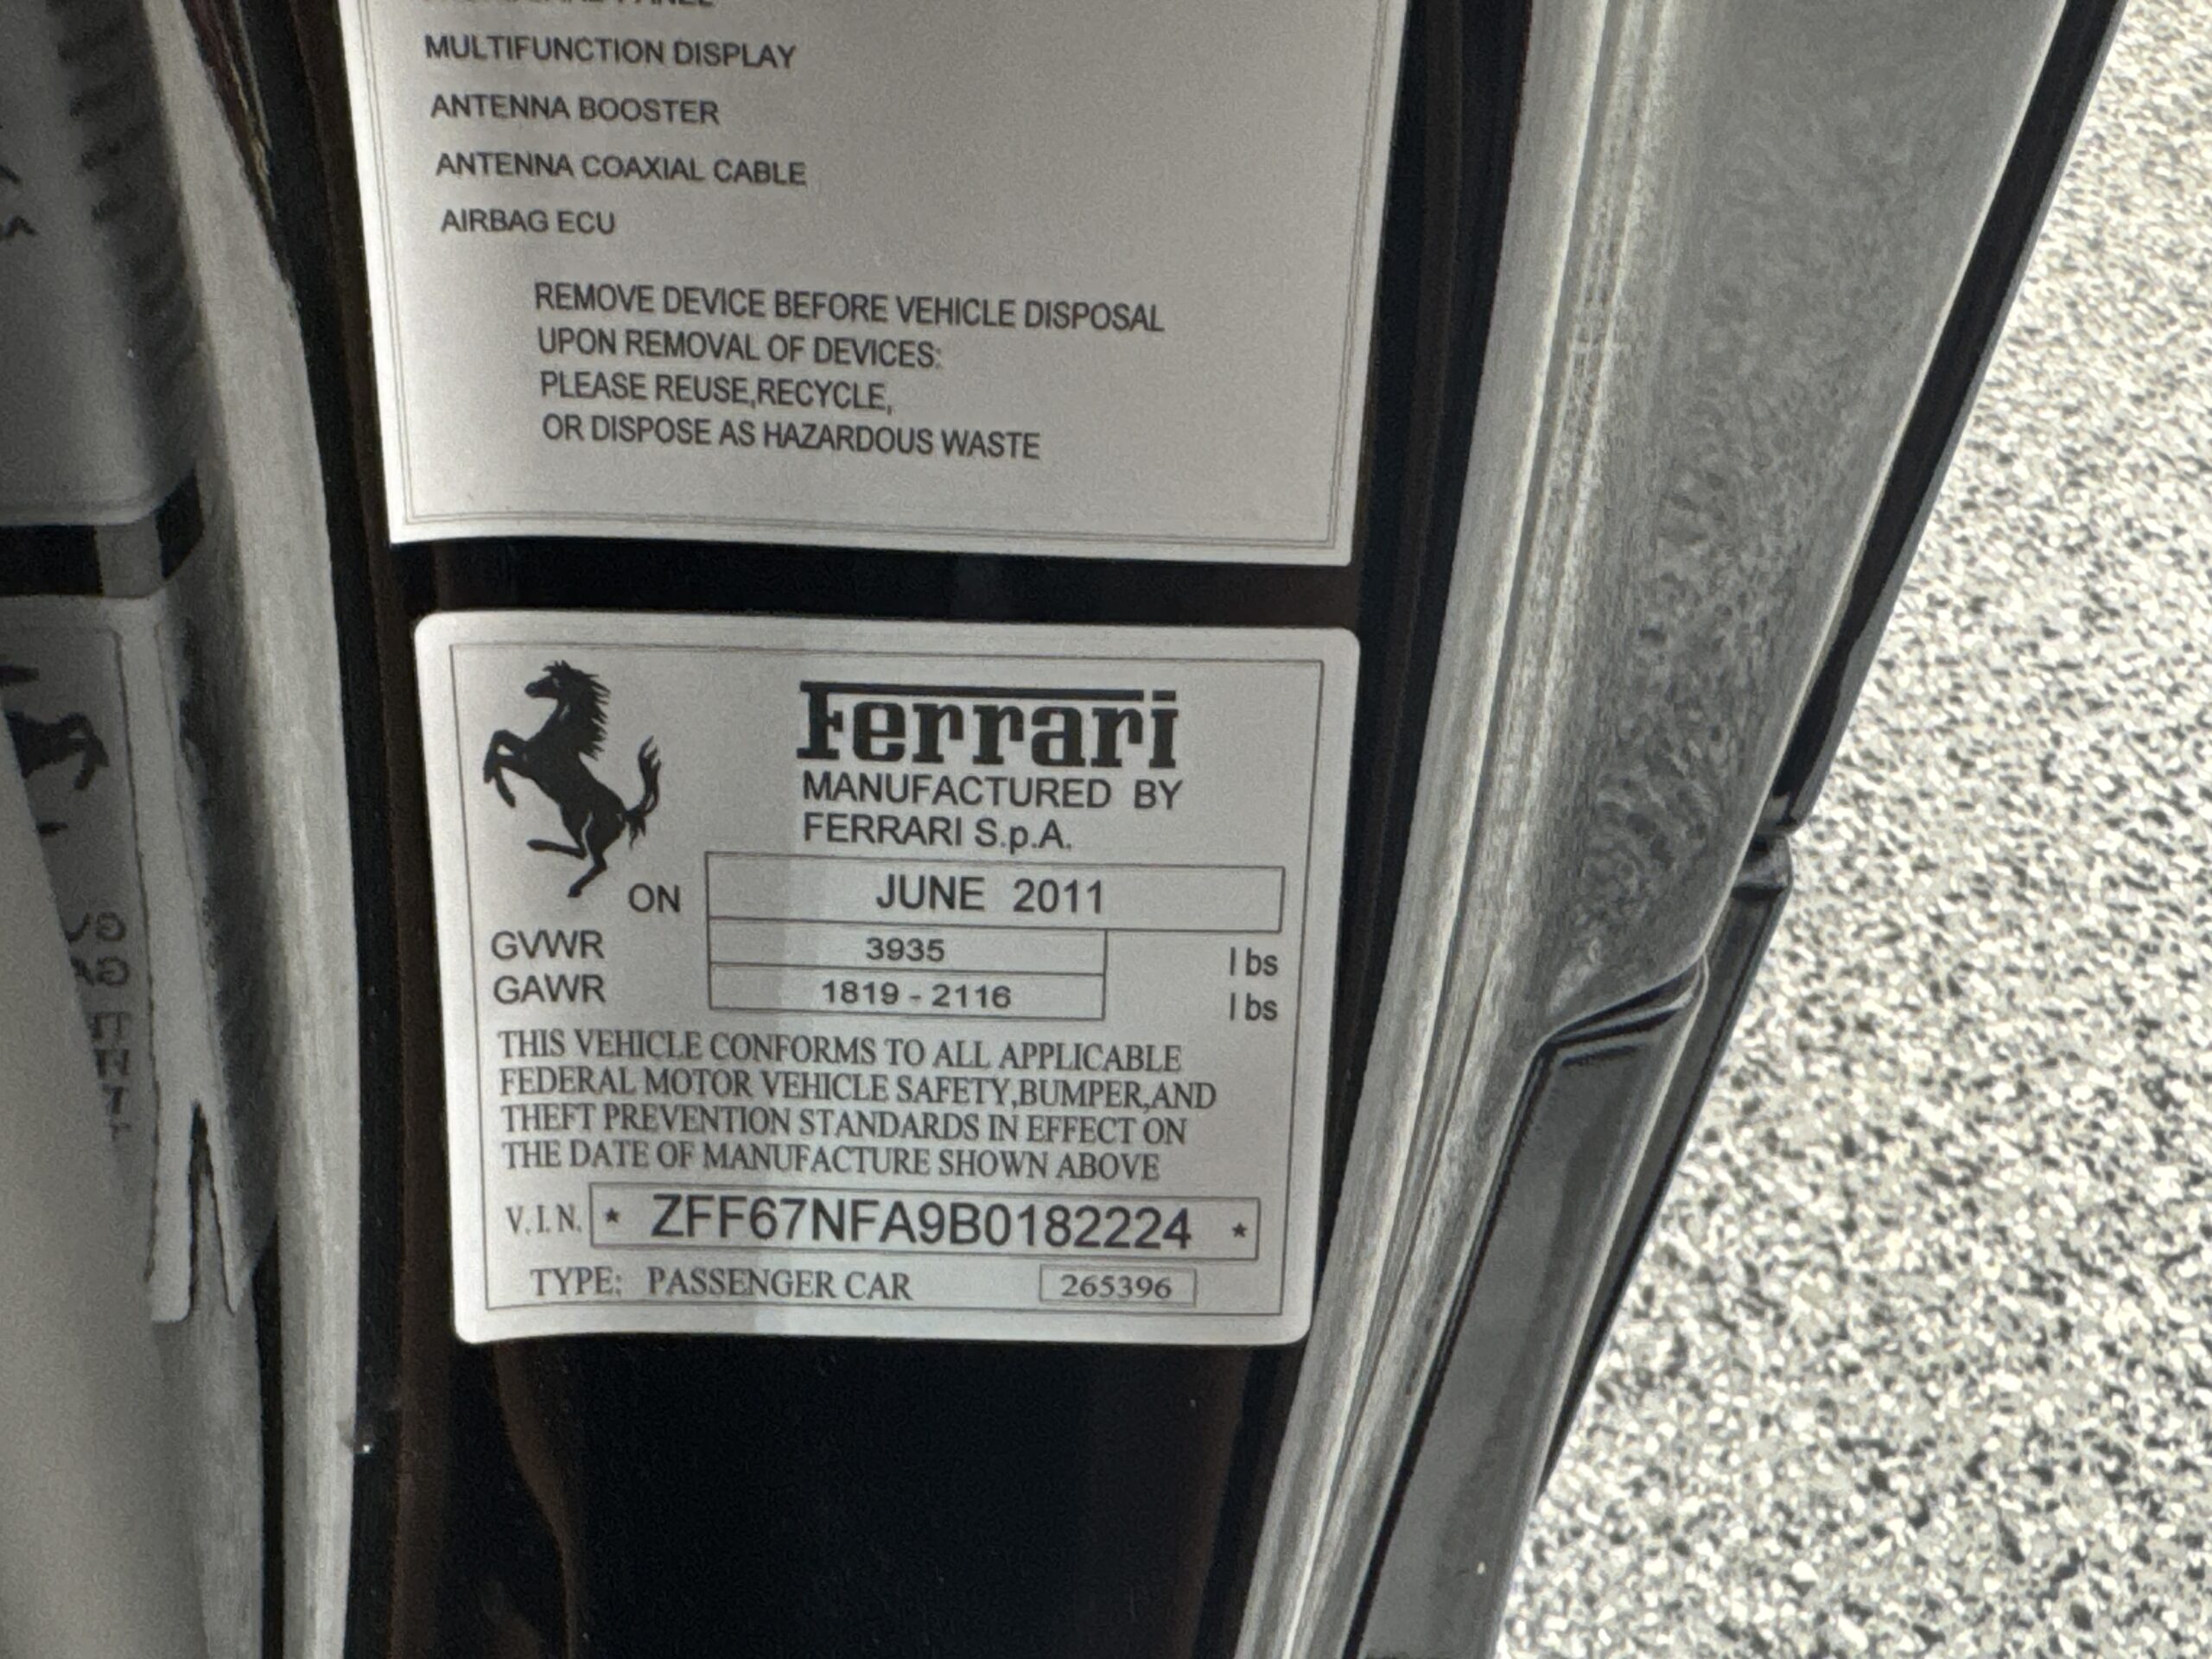 MULTIFUNCTION DISPLAY
ANTENNA BOOSTER
ANTENNA COAXIAL CABLE
AIRBAG ECU
REMOVE DEVICE BEFORE VEHICLE DISPOSAL
UPON REMOVAL OF DEVICES:
PLEASE REUSE,RECYCLE,
OR DISPOSE AS HAZARDOUS WASTE
Ferrari
MANUFACTURED BY
FERRARI S.p.A.
ON JUNE 2011
GVWR 3935 lbs
GAWR 1819 - 2116 lbs
THIS VEHICLE CONFORMS TO ALL APPLICABLE
FEDERAL MOTOR VEHICLE SAFETY,BUMPER,AND
THEFT PREVENTION STANDARDS IN EFFECT ON
THE DATE OF MANUFACTURE SHOWN ABOVE
V.I.N. * ZFF67NFA9B0182224 *
TYPE: PASSENGER CAR 265396